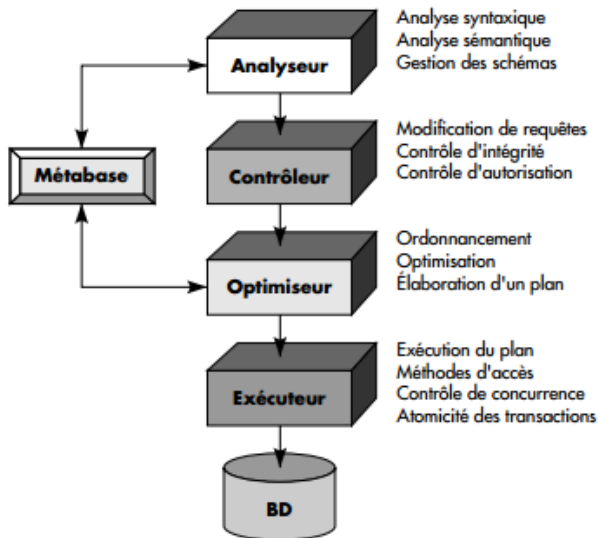 Analyseur
Analyse syntaxique
Analyse sémantique
Gestion des schémas
Métabase
Contrôleur
Modification de requêtes
Contrôle d'intégrité
Contrôle d'autorisation
Optimiseur
Ordonnancement
Optimisation
Élaboration d'un plan
Exécuteur
Exécution du plan
Méthodes d'accès
Contrôle de concurrence
Atomicité des transactions
BD